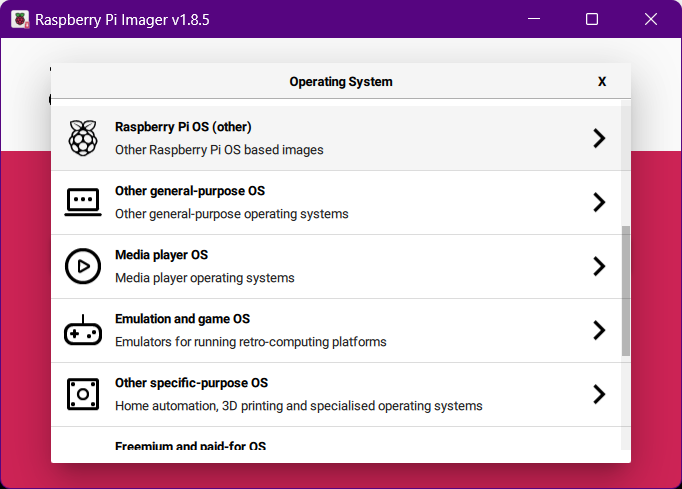 Raspberry Pi Imager v1.8.5
Operating System X
Raspberry Pi OS (other)
Other Raspberry Pi OS based images
Other general-purpose OS
Other general-purpose operating systems
Media player OS
Media player operating systems
Emulation and game OS
Emulators for running retro-computing platforms
Other specific-purpose OS
Home automation, 3D printing and specialised operating systems
Freemium and paid-for OS